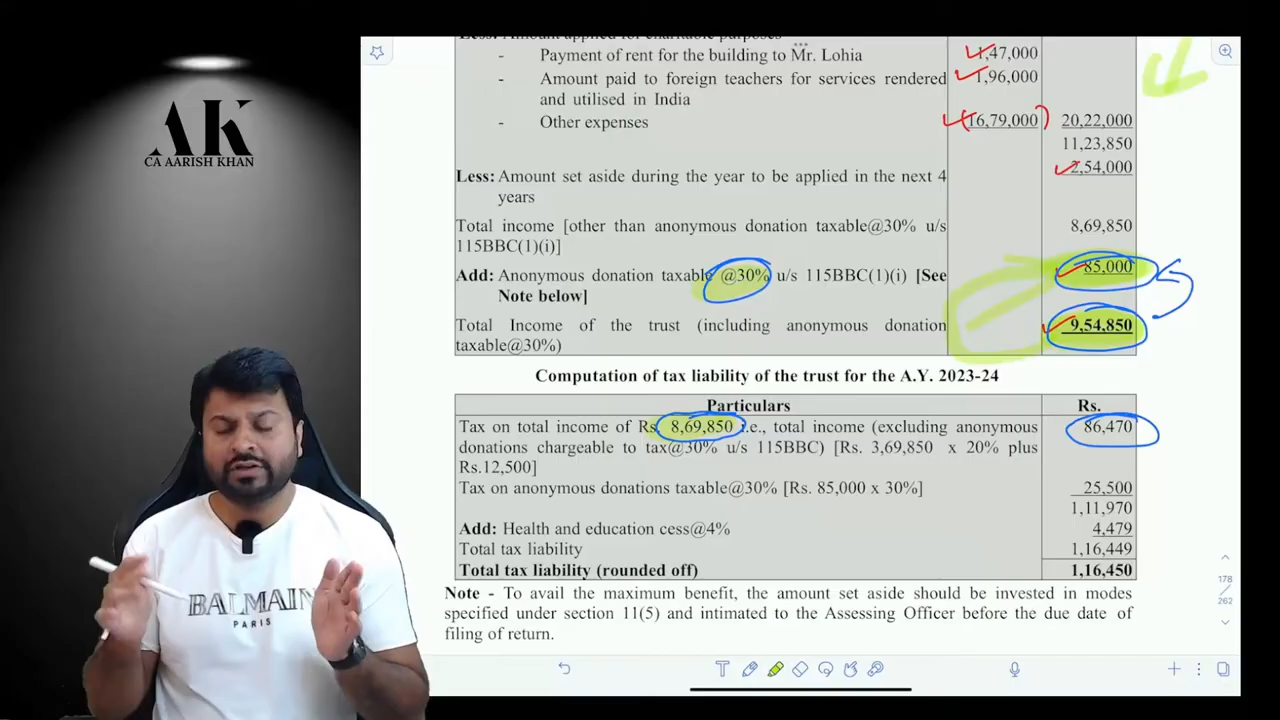 AK
CA AARISH KHAN
BALMAIN
PARIS
Less: Amount applied for charitable purposes
- Payment of rent for the building to Mr. Lohia 1,47,000
- Amount paid to foreign teachers for services rendered 1,96,000
and utilised in India
- Other expenses 16,79,000 20,22,000
11,23,850
2,54,000
Less: Amount set aside during the year to be applied in the next 4
years
Total income [other than anonymous donation taxable@30% u/s 8,69,850
115BBC(1)(i)]
Add: Anonymous donation taxable @30% u/s 115BBC(1)(i) [See 85,000
Note below]
Total Income of the trust (including anonymous donation 9,54,850
taxable@30%)
Computation of tax liability of the trust for the A.Y. 2023-24
Particulars Rs.
Tax on total income of Rs. 8,69,850 i.e., total income (excluding anonymous 86,470
donations chargeable to tax@30% u/s 115BBC) [Rs. 3,69,850 x 20% plus
Rs.12,500]
Tax on anonymous donations taxable@30% [Rs. 85,000 x 30%] 25,500
1,11,970
Add: Health and education cess@4% 4,479
Total tax liability 1,16,449
Total tax liability (rounded off) 1,16,450
Note - To avail the maximum benefit, the amount set aside should be invested in modes
specified under section 11(5) and intimated to the Assessing Officer before the due date of
filing of return.
178
262